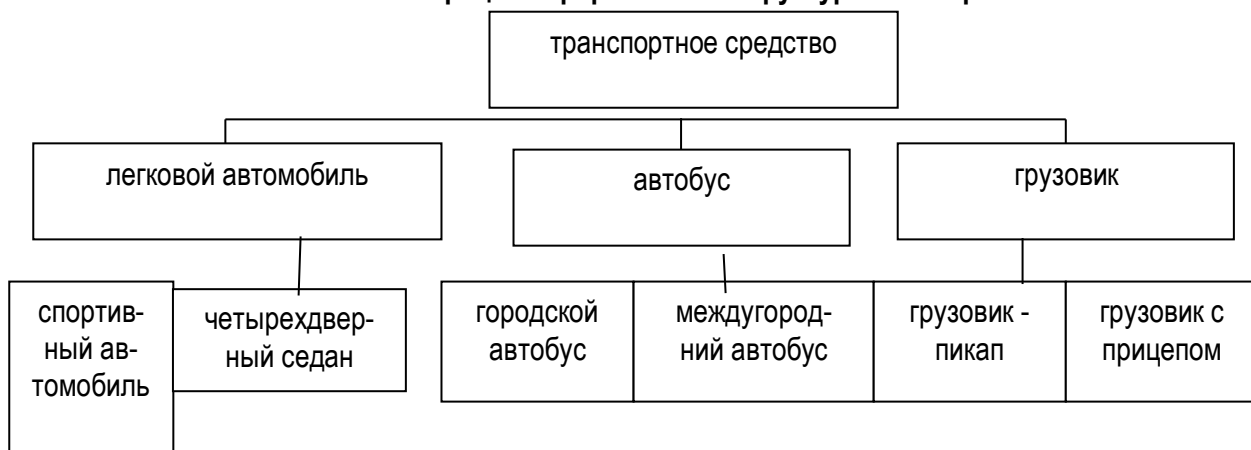 транспортное средство
легковой автомобиль
автобус
грузовик
спортив-
ный ав-
томобиль
четырехдвер-
ный седан
городской
автобус
междугород-
ний автобус
грузовик -
пикап
грузовик с
прицепом